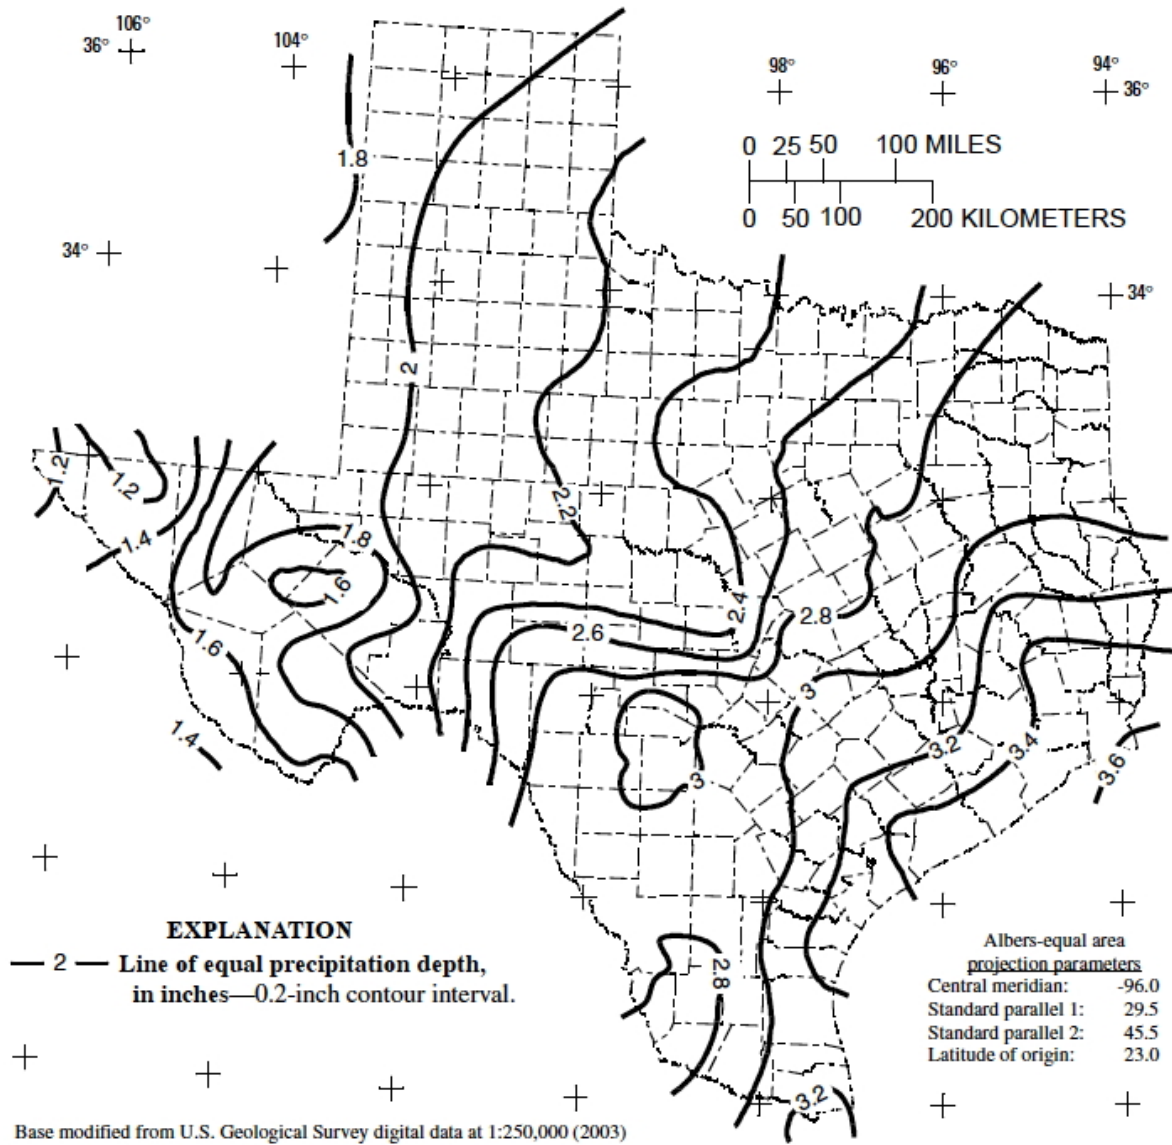 106°
36°
104°
98°
96°
94°
36°
0 25 50 100 MILES
0 50 100 200 KILOMETERS
1.8
34°
34°
2
1.2
1.2
2.2
1.4
1.8
1.6
2.4
2.6
2.8
1.6
3
1.4
3.2
3.4
3.6
3
2.8
3.2
EXPLANATION
2 Line of equal precipitation depth,
in inches—0.2-inch contour interval.
Albers-equal area
projection parameters
Central meridian: -96.0
Standard parallel 1: 29.5
Standard parallel 2: 45.5
Latitude of origin: 23.0
Base modified from U.S. Geological Survey digital data at 1:250,000 (2003)